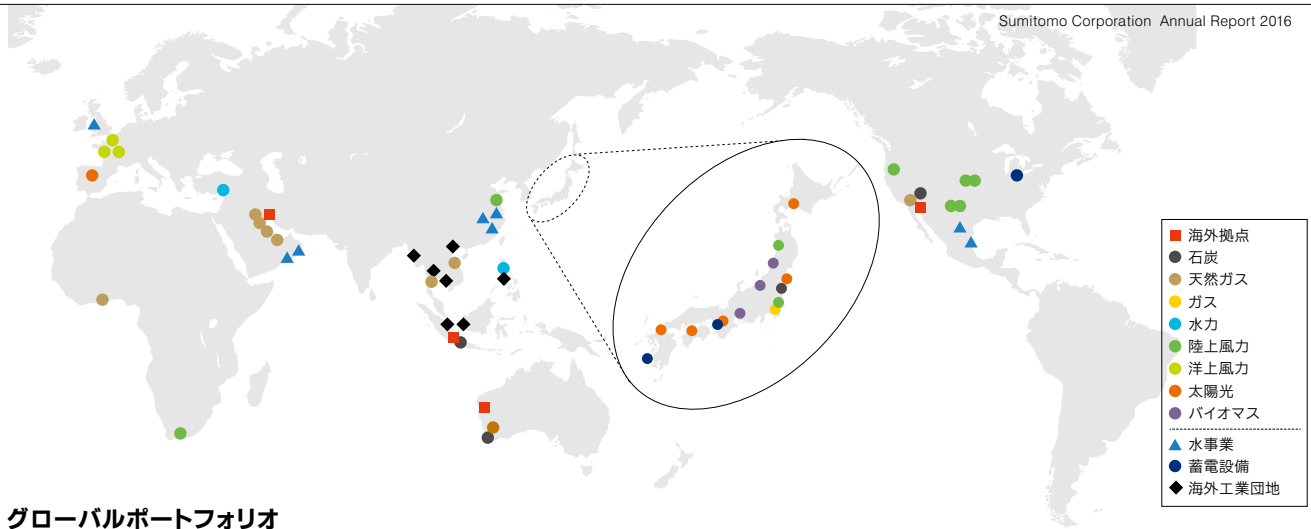 Sumitomo Corporation Annual Report 2016
海外拠点
石炭
天然ガス
ガス
水力
陸上風力
洋上風力
太陽光
バイオマス
水事業
蓄電設備
海外工業団地
グローバルポートフォリオ